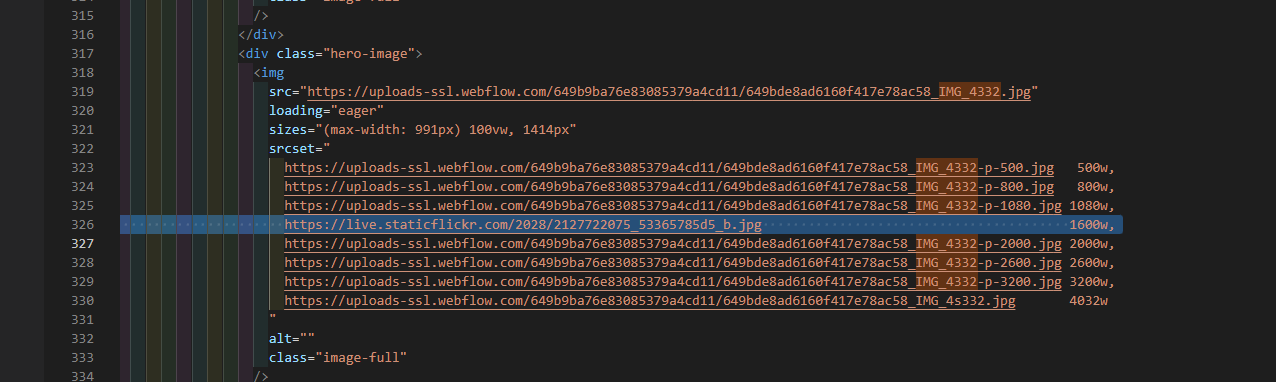 315 />
316 </div>
317 <div class="hero-image">
318 <img
319 src="https://uploads-ssl.webflow.com/649b9ba76e83085379a4cd11/649bde8ad6160f417e78ac58_IMG_4332.jpg"
320 loading="eager"
321 sizes="(max-width: 991px) 100vw, 1414px"
322 srcset="
323 https://uploads-ssl.webflow.com/649b9ba76e83085379a4cd11/649bde8ad6160f417e78ac58_IMG_4332-p-500.jpg 500w,
324 https://uploads-ssl.webflow.com/649b9ba76e83085379a4cd11/649bde8ad6160f417e78ac58_IMG_4332-p-800.jpg 800w,
325 https://uploads-ssl.webflow.com/649b9ba76e83085379a4cd11/649bde8ad6160f417e78ac58_IMG_4332-p-1080.jpg 1080w,
326 https://live.staticflickr.com/2028/2127722075_53365785d5_b.jpg 1600w,
327 https://uploads-ssl.webflow.com/649b9ba76e83085379a4cd11/649bde8ad6160f417e78ac58_IMG_4332-p-2000.jpg 2000w,
328 https://uploads-ssl.webflow.com/649b9ba76e83085379a4cd11/649bde8ad6160f417e78ac58_IMG_4332-p-2600.jpg 2600w,
329 https://uploads-ssl.webflow.com/649b9ba76e83085379a4cd11/649bde8ad6160f417e78ac58_IMG_4332-p-3200.jpg 3200w,
330 https://uploads-ssl.webflow.com/649b9ba76e83085379a4cd11/649bde8ad6160f417e78ac58_IMG_4s332.jpg 4032w
331 "
332 alt=""
333 class="image-full"
334 />